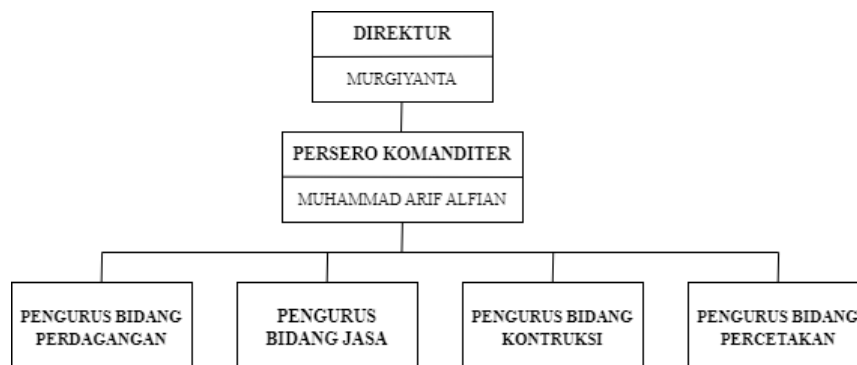 DIREKTUR
MURGIYANTA
PERSERO KOMANDITER
MUHAMMAD ARIF ALFIAN
PENGURUS BIDANG
PERDAGANGAN
PENGURUS
BIDANG JASA
PENGURUS BIDANG
KONTRUKSI
PENGURUS BIDANG
PERCETAKAN